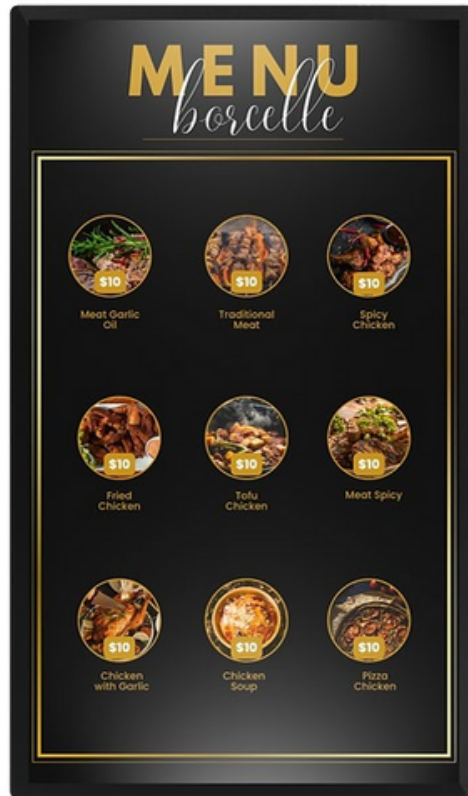 MENU
borcelle
$10 $10 $10
Meat Garlic
Oil
Traditional
Meat
Spicy
Chicken
$10 $10 $10
Fried
Chicken
Tofu
Chicken
Meat Spicy
$10 $10 $10
Chicken
with Garlic
Chicken
Soup
Pizza
Chicken